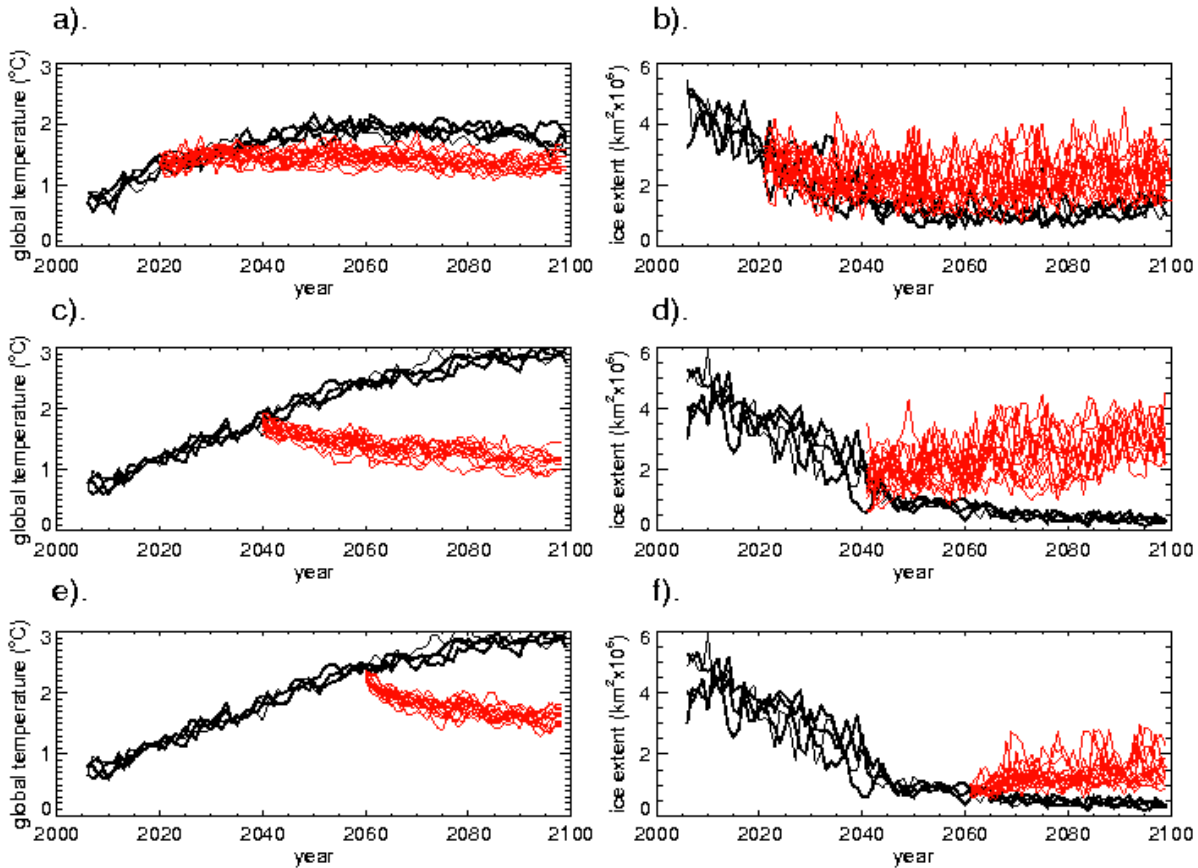 a).
global temperature (°C)
3
2
1
0
2000 2020 2040 2060 2080 2100
year
b).
ice extent (km²x10⁶)
6
4
2
0
2000 2020 2040 2060 2080 2100
year
c).
global temperature (°C)
3
2
1
0
2000 2020 2040 2060 2080 2100
year
d).
ice extent (km²x10⁶)
6
4
2
0
2000 2020 2040 2060 2080 2100
year
e).
global temperature (°C)
3
2
1
0
2000 2020 2040 2060 2080 2100
year
f).
ice extent (km²x10⁶)
6
4
2
0
2000 2020 2040 2060 2080 2100
year